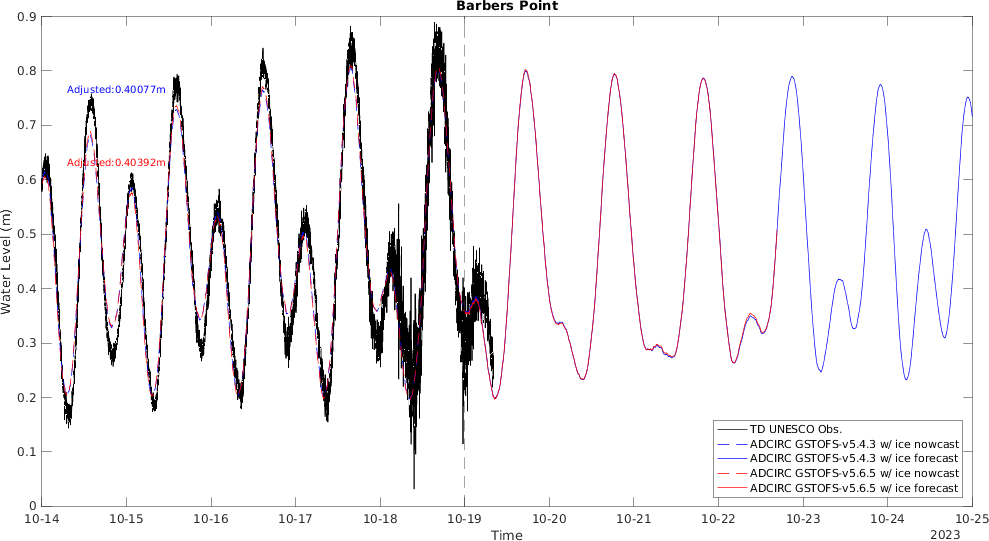 Barbers Point
0.9
0.8
0.7
0.6
0.5
0.4
0.3
0.2
0.1
0
Water Level (m)
Adjusted:0.40077m
Adjusted:0.40392m
TD UNESCO Obs.
ADCIRC GSTOFS-v5.4.3 w/ ice nowcast
ADCIRC GSTOFS-v5.4.3 w/ ice forecast
ADCIRC GSTOFS-v5.6.5 w/ ice nowcast
ADCIRC GSTOFS-v5.6.5 w/ ice forecast
10-14 10-15 10-16 10-17 10-18 10-19 10-20 10-21 10-22 10-23 10-24 10-25
Time
2023